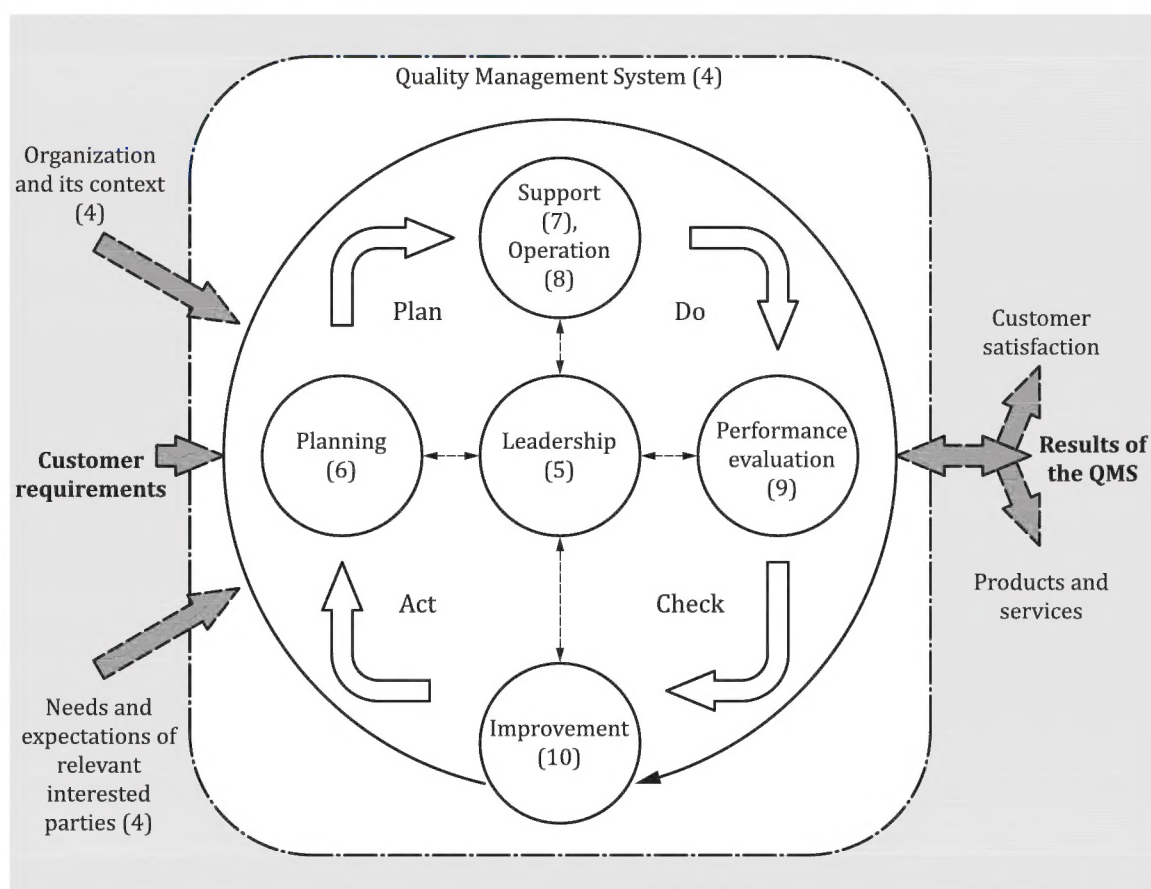 Quality Management System (4)
Organization
and its context
(4)
Support
(7),
Operation
(8)
Plan
Do
Customer
satisfaction
Planning
(6)
Leadership
(5)
Performance
evaluation
(9)
Customer
requirements
Results of
the QMS
Act
Check
Products and
services
Improvement
(10)
Needs and
expectations of
relevant
interested
parties (4)